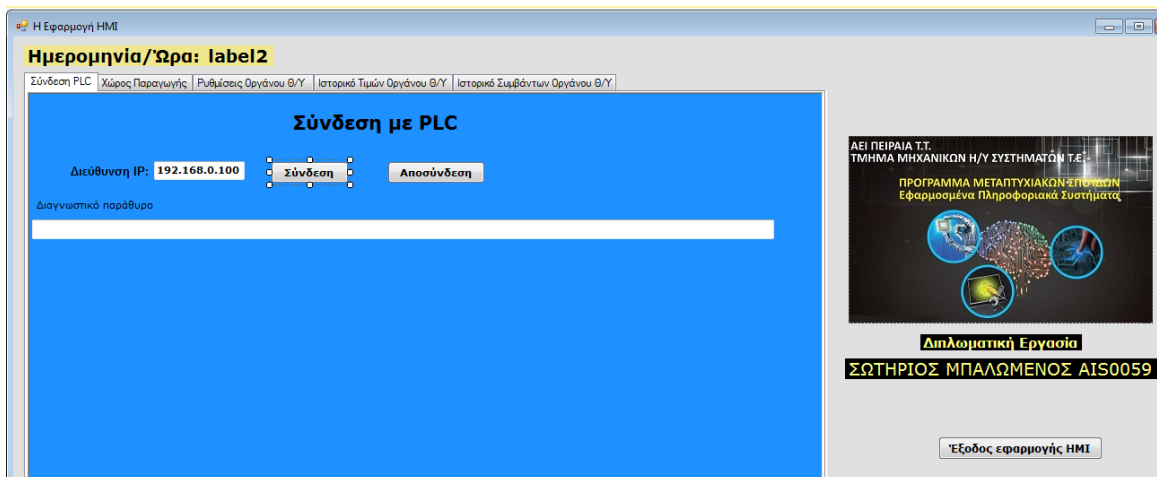 Η Εφαρμογή HMI
Ημερομηνία/Ώρα: label2
Σύνδεση PLC Χώρος Παραγωγής Ρυθμίσεις Οργάνου Θ/Υ Ιστορικό Τιμών Οργάνου Θ/Υ Ιστορικό Συμβάντων Οργάνου Θ/Υ
Σύνδεση με PLC
Διεύθυνση IP: 192.168.0.100 Σύνδεση Αποσύνδεση
Διαγνωστικό παράθυρο
ΑΕΙ ΠΕΙΡΑΙΑ Τ.Τ.
ΤΜΗΜΑ ΜΗΧΑΝΙΚΩΝ Η/Υ ΣΥΣΤΗΜΑΤΩΝ Τ.Ε.
ΠΡΟΓΡΑΜΜΑ ΜΕΤΑΠΤΥΧΙΑΚΩΝ ΣΠΟΥΔΩΝ
Εφαρμοσμένα Πληροφοριακά Συστήματα
Διπλωματική Εργασία
ΣΩΤΗΡΙΟΣ ΜΠΑΛΩΜΕΝΟΣ AIS0059
Έξοδος εφαρμογής HMI